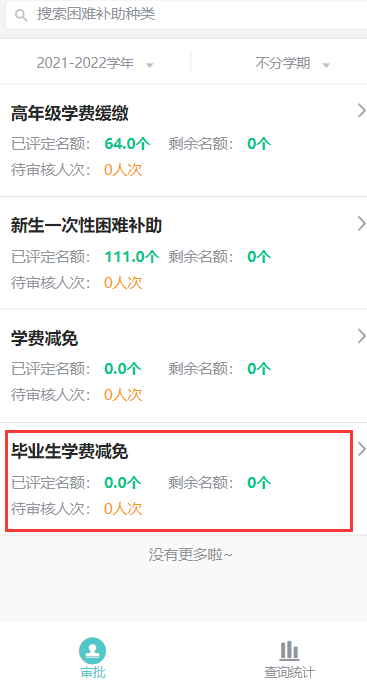 搜索困难补助种类
2021-2022学年 不分学期
高年级学费缓缴
已评定名额: 64.0个 剩余名额: 0个
待审核人次: 0人次
新生一次性困难补助
已评定名额: 111.0个 剩余名额: 0个
待审核人次: 0人次
学费减免
已评定名额: 0.0个 剩余名额: 0个
待审核人次: 0人次
毕业生学费减免
已评定名额: 0.0个 剩余名额: 0个
待审核人次: 0人次
没有更多啦~
审批 查询统计